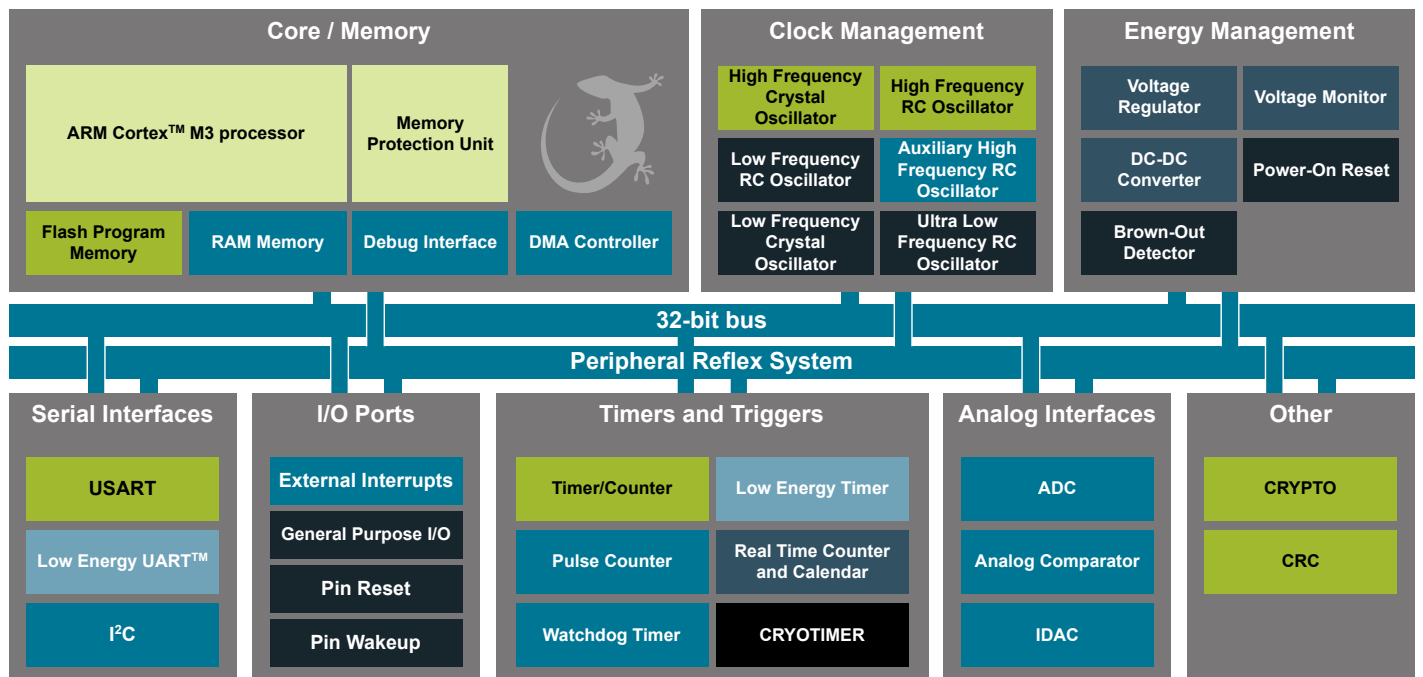 Core / Memory
ARM Cortex™ M3 processor
Memory
Protection Unit
Flash Program
Memory
RAM Memory
Debug Interface
DMA Controller
Clock Management
High Frequency
Crystal
Oscillator
High Frequency
RC Oscillator
Low Frequency
RC Oscillator
Auxiliary High
Frequency RC
Oscillator
Low Frequency
Crystal
Oscillator
Ultra Low
Frequency RC
Oscillator
Energy Management
Voltage
Regulator
Voltage Monitor
DC-DC
Converter
Power-On Reset
Brown-Out
Detector
32-bit bus
Peripheral Reflex System
Serial Interfaces
USART
Low Energy UART™
I²C
I/O Ports
External Interrupts
General Purpose I/O
Pin Reset
Pin Wakeup
Timers and Triggers
Timer/Counter
Low Energy Timer
Pulse Counter
Real Time Counter
and Calendar
Watchdog Timer
CRYOTIMER
Analog Interfaces
ADC
Analog Comparator
IDAC
Other
CRYPTO
CRC